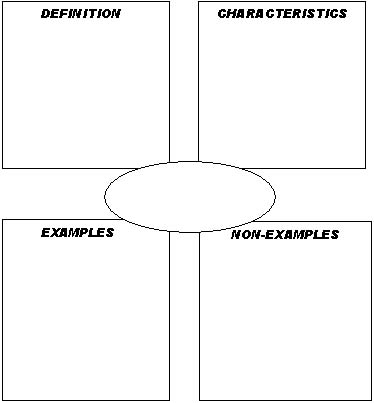 DEFINITION
CHARACTERISTICS
EXAMPLES
NON-EXAMPLES